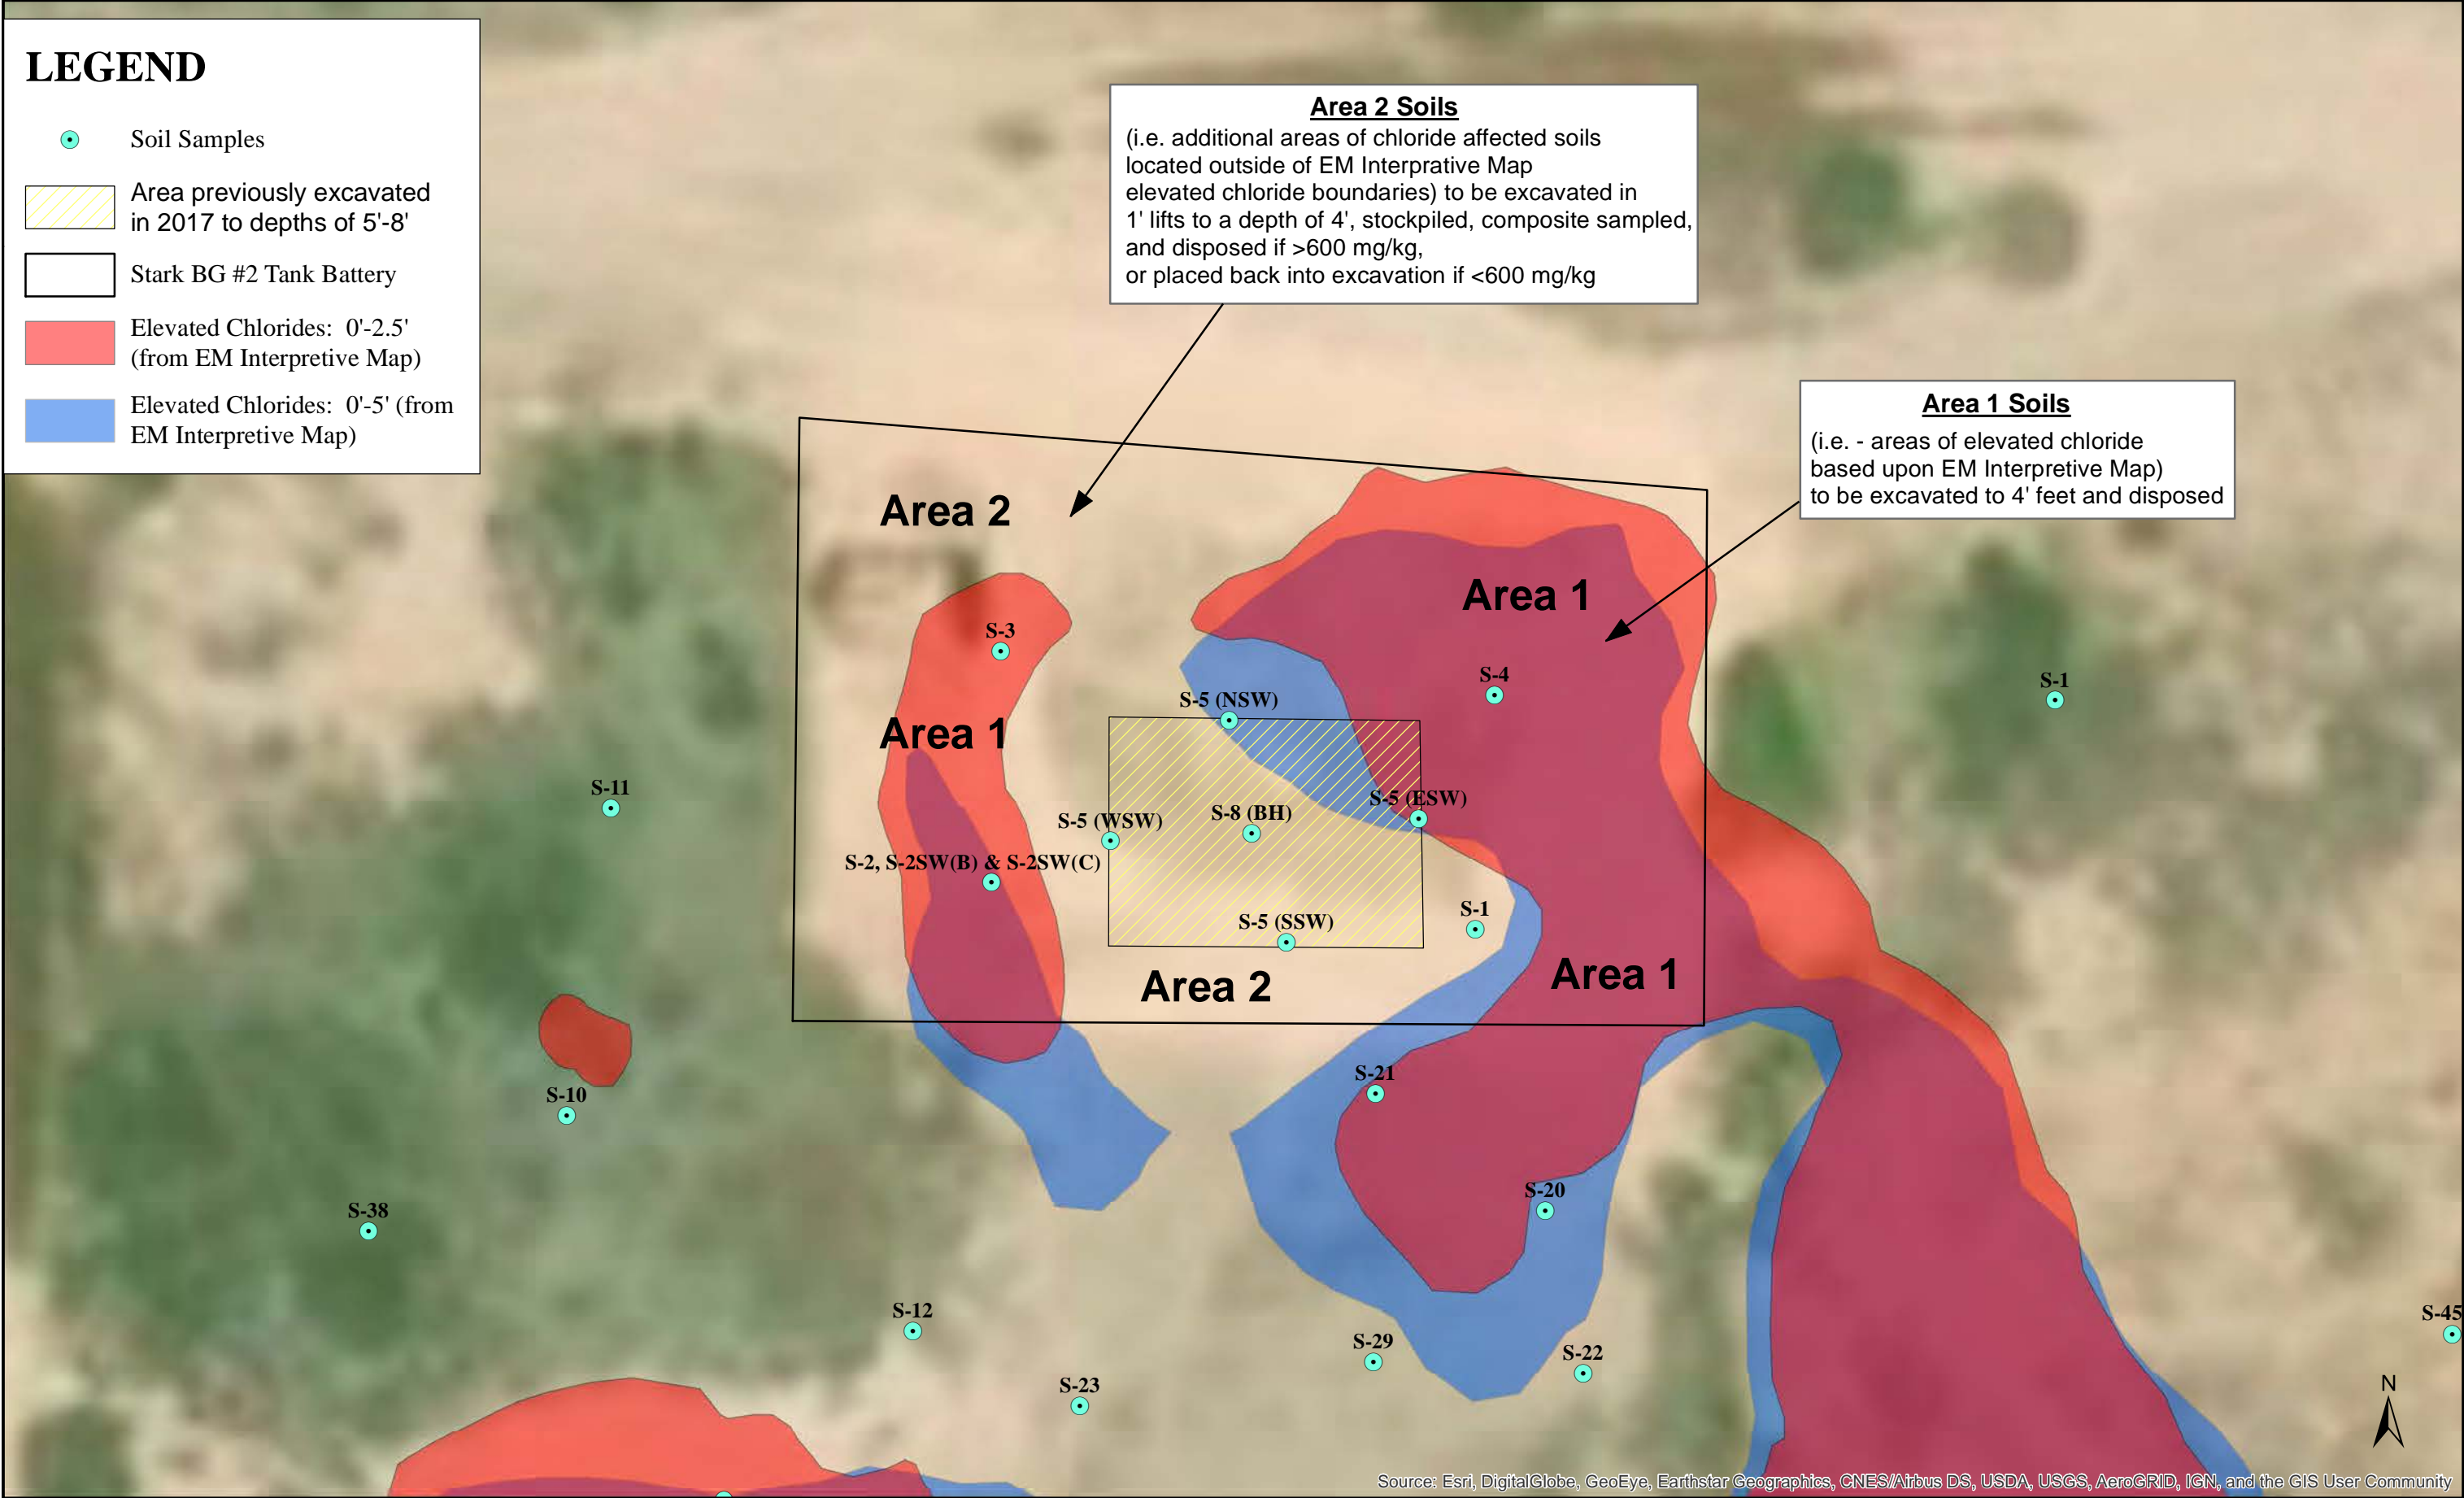 LEGEND
Soil Samples
Area previously excavated
in 2017 to depths of 5'-8'
Stark BG #2 Tank Battery
Elevated Chlorides:  0'-2.5'
(from EM Interpretive Map)
Elevated Chlorides:  0'-5' (from
EM Interpretive Map)
Area 2 Soils
(i.e. additional areas of chloride affected soils
located outside of EM Interprative Map
elevated chloride boundaries) to be excavated in
1' lifts to a depth of 4', stockpiled, composite sampled,
and disposed if >600 mg/kg,
or placed back into excavation if <600 mg/kg
Area 1 Soils
(i.e. - areas of elevated chloride
based upon EM Interpretive Map)
to be excavated to 4' feet and disposed
Area 2
Area 1
S-3
S-4
S-1
S-5 (NSW)
Area 1
S-11
S-5 (ESW)
S-5 (WSW)
S-8 (BH)
S-2, S-2SW(B) & S-2SW(C)
S-1
S-5 (SSW)
Area 1
Area 2
S-21
S-10
S-20
S-38
S-12
S-45
S-29
S-22
S-23
N
Source: Esri, DigitalGlobe, GeoEye, Earthstar Geographics, CNES/Airbus DS, USDA, USGS, AeroGRID, IGN, and the GIS User Community